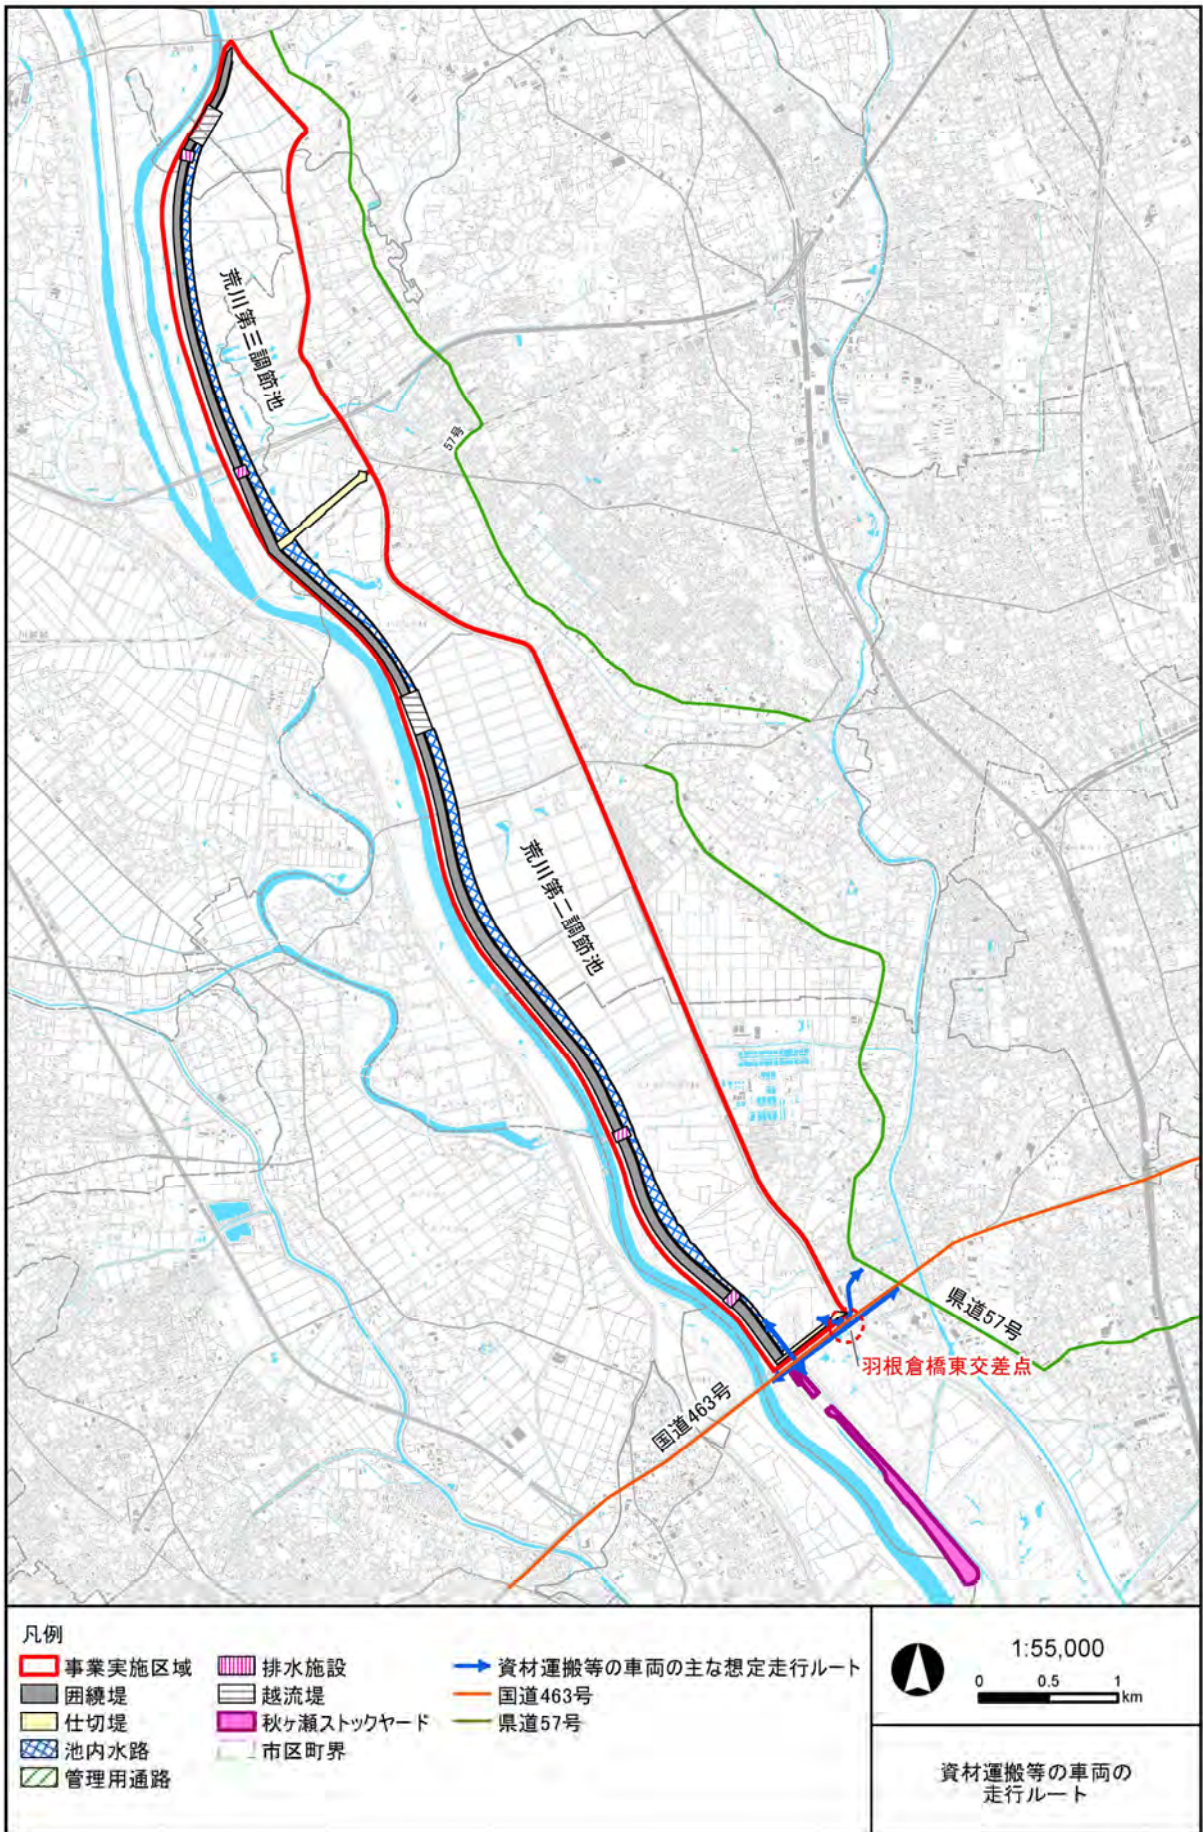 荒川第三調節池
57号
荒川第二調節池
県道57号
羽根倉橋東交差点
国道463号
凡例
事業実施区域
囲繞堤
仕切堤
池内水路
管理用通路
排水施設
越流堤
秋ヶ瀬ストックヤード
市区町界
資材運搬等の車両の主な想定走行ルート
国道463号
県道57号
1:55,000
0 0.5 1
km
資材運搬等の車両の
走行ルート